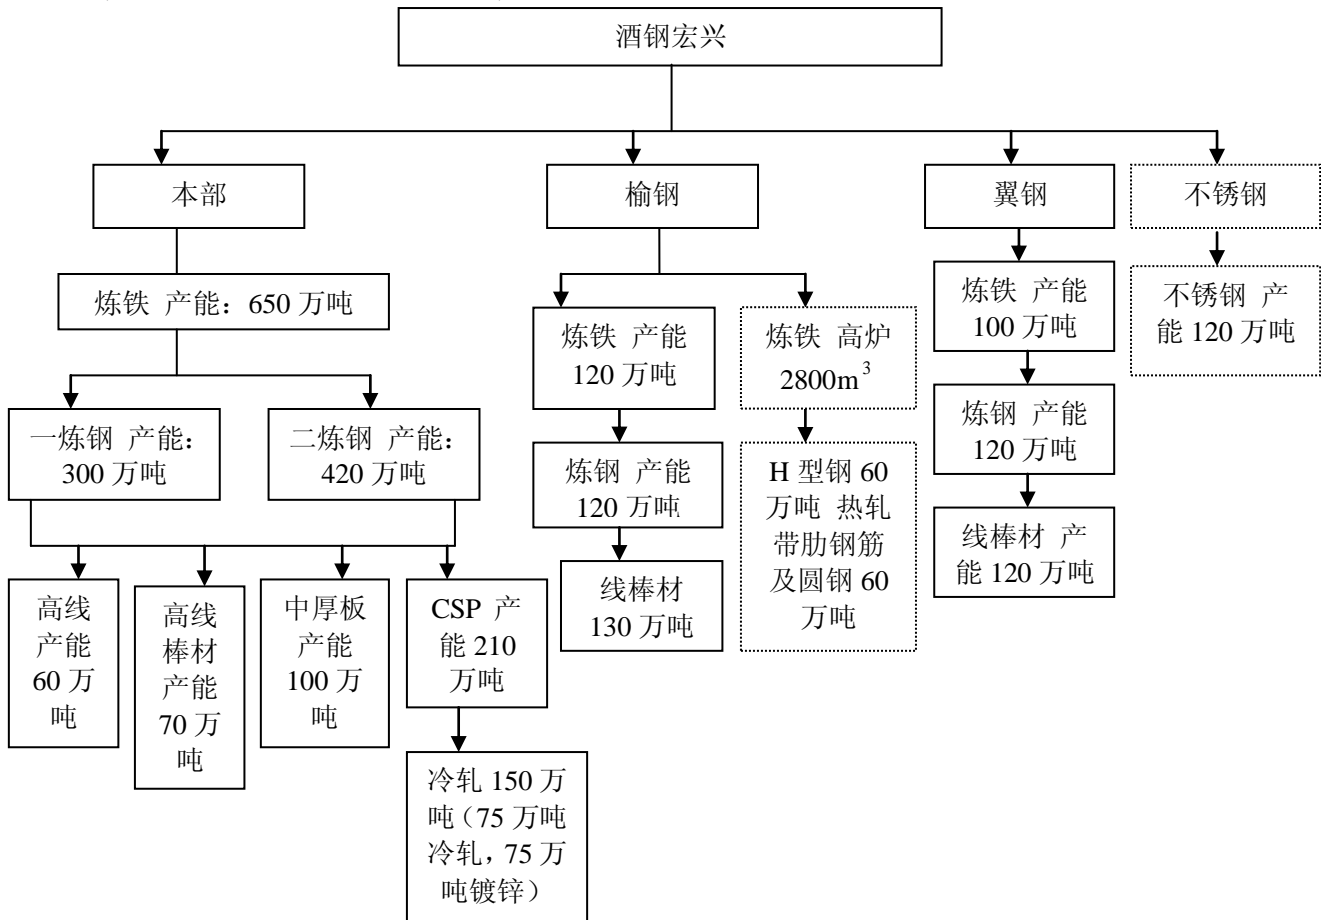 酒钢宏兴
本部
榆钢
翼钢
不锈钢
炼铁 产能：650 万吨
一炼钢 产能：
300 万吨
二炼钢 产能：
420 万吨
高线
产能
60 万
吨
高线
棒材
产能
70 万
吨
中厚板
产能
100 万
吨
CSP 产
能 210
万吨
冷轧 150 万
吨（75 万吨
冷轧，75 万
吨镀锌）
炼铁 产能
120 万吨
炼钢 产能
120 万吨
线棒材
130 万吨
炼铁 高炉
2800m³
H 型钢 60
万吨 热轧
带肋钢筋
及圆钢 60
万吨
炼铁 产能
100 万吨
炼钢 产能
120 万吨
线棒材 产
能 120 万吨
不锈钢 产
能 120 万吨